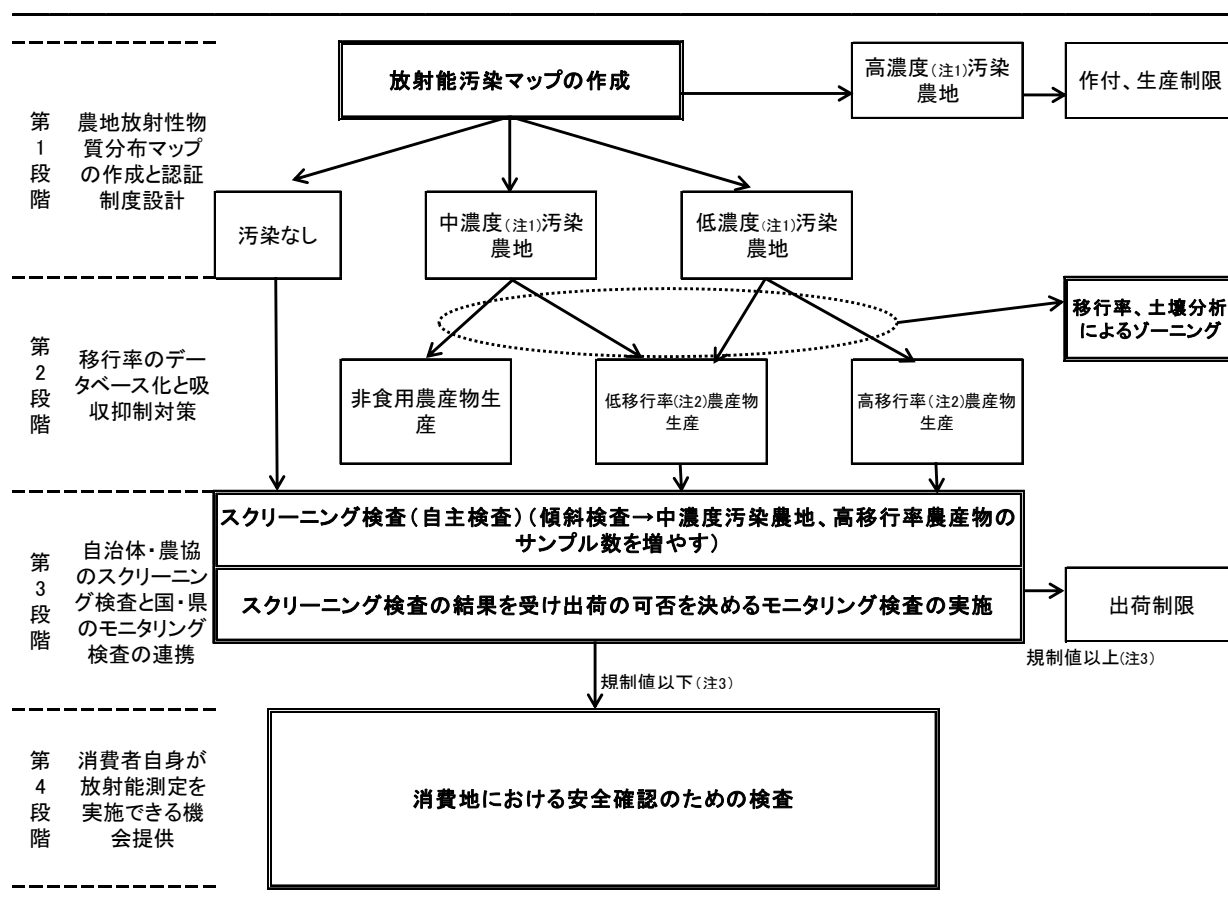 放射能汚染マップの作成
高濃度(注1)汚染
農地
作付、生産制限
第
1
段
階
農地放射性物
質分布マップ
の作成と認証
制度設計
汚染なし
中濃度(注1)汚染
農地
低濃度(注1)汚染
農地
移行率、土壌分析
によるゾーニング
第
2
段
階
移行率のデー
タベース化と吸
収抑制対策
非食用農産物生
産
低移行率(注2)農産物
生産
高移行率(注2)農産物
生産
第
3
段
階
自治体・農協
のスクリーニン
グ検査と国・県
のモニタリング
検査の連携
スクリーニング検査(自主検査)(傾斜検査→中濃度汚染農地、高移行率農産物の
サンプル数を増やす)
スクリーニング検査の結果を受け出荷の可否を決めるモニタリング検査の実施
出荷制限
規制値以上(注3)
規制値以下(注3)
第
4
段
階
消費者自身が
放射能測定を
実施できる機
会提供
消費地における安全確認のための検査